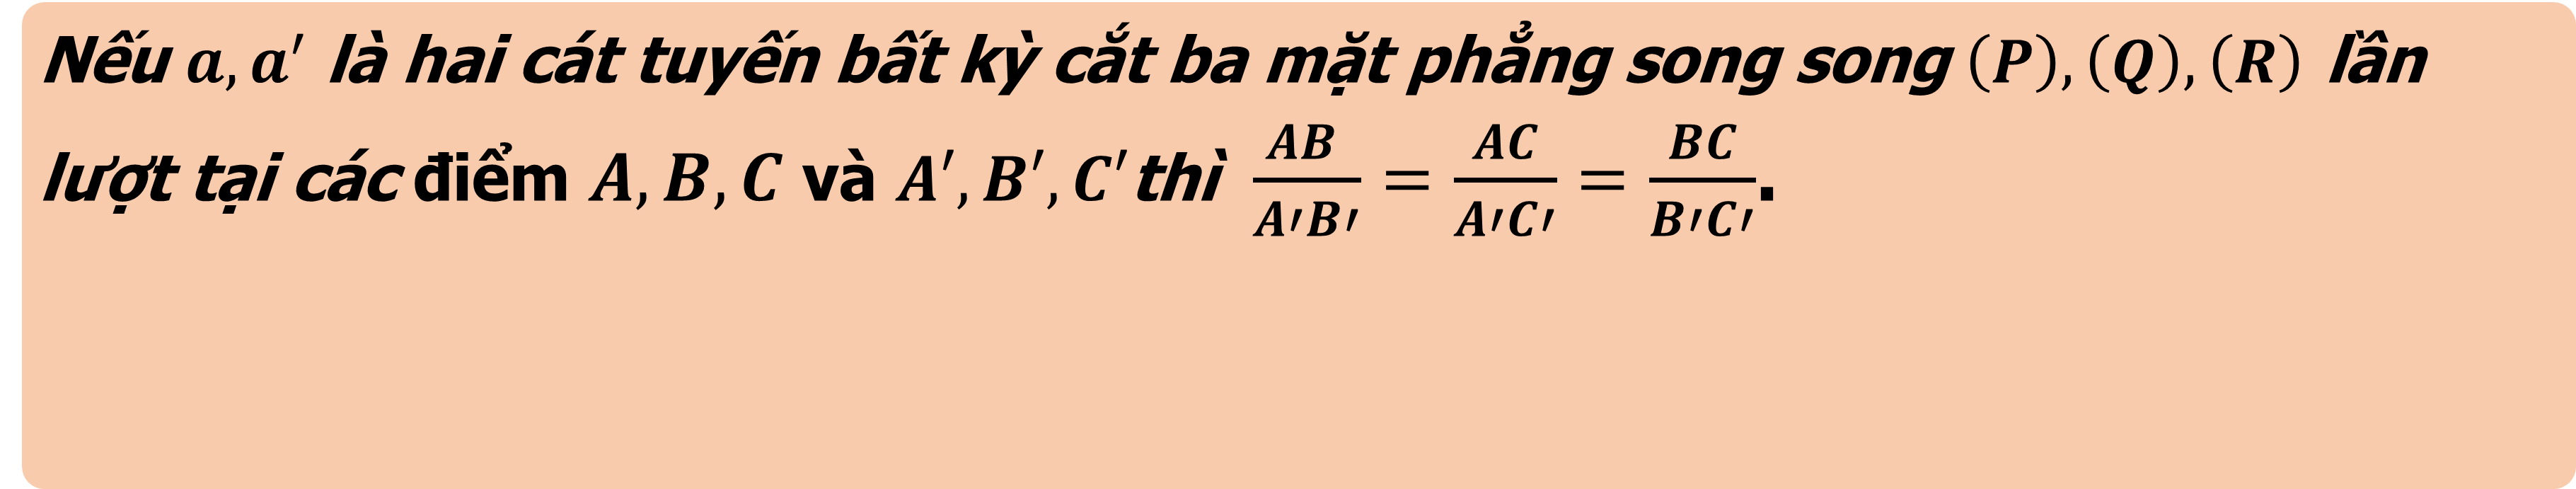 Nếu a, a′ là hai cát tuyến bất kỳ cắt ba mặt phẳng song song (P), (Q), (R) lần
lượt tại các điểm A, B, C và A′, B′, C′ thì AB/A′B′ = AC/A′C′ = BC/B′C′.